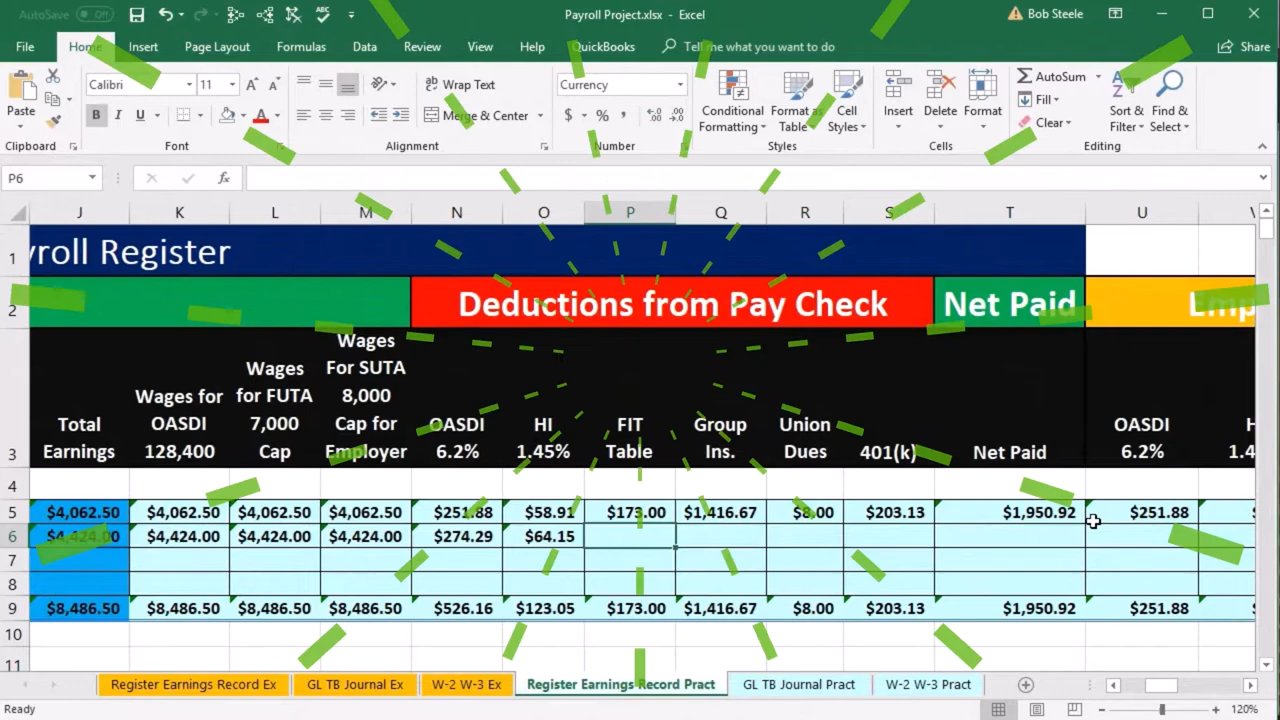 AutoSave Off Payroll Project.xlsx - Excel Bob Steele
File Home Insert Page Layout Formulas Data Review View Help QuickBooks Tell me what you want to do Share
Paste Calibri 11 Wrap Text Currency Conditional Formatting Format as Table Cell Styles Insert Delete Format AutoSum Sort & Filter Find & Select
B I U Merge & Center $ % Fill
Clear
Clipboard Font Alignment Number Styles Cells Editing
P6 fx
J K L M N O P Q R S T U
1 yroll Register
2 Deductions from Pay Check Net Paid Emp
3 Total Earnings Wages for OASDI 128,400 Wages for FUTA 7,000 Cap Wages For SUTA 8,000 Cap for Employer OASDI 6.2% HI 1.45% FIT Table Group Ins. Union Dues 401(k) Net Paid OASDI 6.2% H 1.4
4
5 $4,062.50 $4,062.50 $4,062.50 $4,062.50 $251.88 $58.91 $173.00 $1,416.67 $8.00 $203.13 $1,950.92 $251.88
6 $4,424.00 $4,424.00 $4,424.00 $4,424.00 $274.29 $64.15
7
8
9 $8,486.50 $8,486.50 $8,486.50 $8,486.50 $526.16 $123.05 $173.00 $1,416.67 $8.00 $203.13 $1,950.92 $251.88
10
11
Register Earnings Record Ex GL TB Journal Ex W-2 W-3 Ex Register Earnings Record Pract GL TB Journal Pract W-2 W-3 Pract
Ready 120%